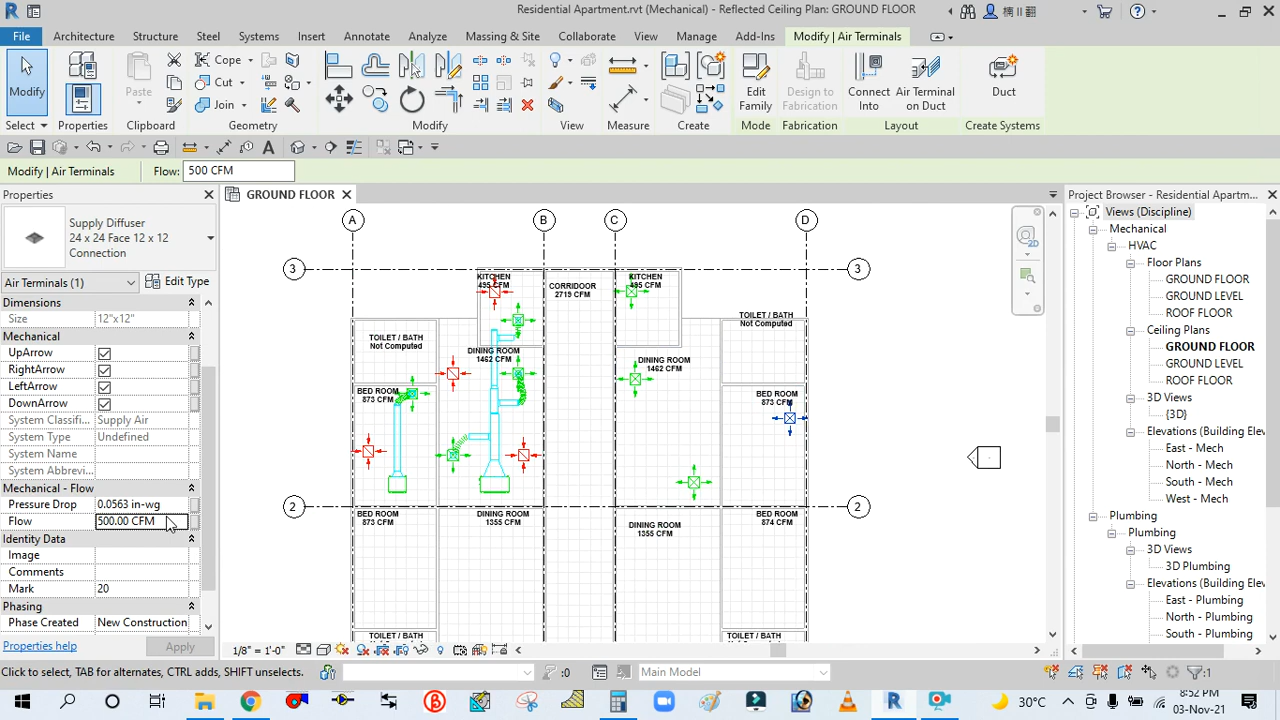 Residential Apartment.rvt (Mechanical) - Reflected Ceiling Plan: GROUND FLOOR
File Architecture Structure Steel Systems Insert Annotate Analyze Massing & Site Collaborate View Manage Add-Ins Modify | Air Terminals
Modify
Paste
Cope
Cut
Join
Edit Family
Design to Fabrication
Connect Into
Air Terminal on Duct
Duct
Select Properties Clipboard Geometry Modify View Measure Create Mode Fabrication Layout Create Systems
Modify | Air Terminals Flow: 500 CFM
Properties
Supply Diffuser
24 x 24 Face 12 x 12
Connection
Air Terminals (1) Edit Type
Dimensions
Size 12"x12"
Mechanical
UpArrow
RightArrow
LeftArrow
DownArrow
System Classifi... Supply Air
System Type Undefined
System Name
System Abbrevi...
Mechanical - Flow
Pressure Drop 0.0563 in-wg
Flow 500.00 CFM
Identity Data
Image
Comments
Mark 20
Phasing
Phase Created New Construction
Properties help Apply
GROUND FLOOR
A B C D
3 3
KITCHEN
495 CFM
CORRIDOOR
2719 CFM
KITCHEN
495 CFM
TOILET / BATH
Not Computed
TOILET / BATH
Not Computed
DINING ROOM
1462 CFM
DINING ROOM
1462 CFM
BED ROOM
873 CFM
BED ROOM
873 CFM
2 2
BED ROOM
873 CFM
DINING ROOM
1355 CFM
DINING ROOM
1355 CFM
BED ROOM
874 CFM
TOILET / BATH
TOILET / BATH
2D
1/8" = 1'-0"
Project Browser - Residential Apartm...
Views (Discipline)
Mechanical
HVAC
Floor Plans
GROUND FLOOR
GROUND LEVEL
ROOF FLOOR
Ceiling Plans
GROUND FLOOR
GROUND LEVEL
ROOF FLOOR
3D Views
{3D}
Elevations (Building Elev
East - Mech
North - Mech
South - Mech
West - Mech
Plumbing
Plumbing
3D Views
3D Plumbing
Elevations (Building Ele
East - Plumbing
North - Plumbing
South - Plumbing
Click to select, TAB for alternates, CTRL adds, SHIFT unselects. :0 Main Model :1
30°C
8:52 PM
03-Nov-21